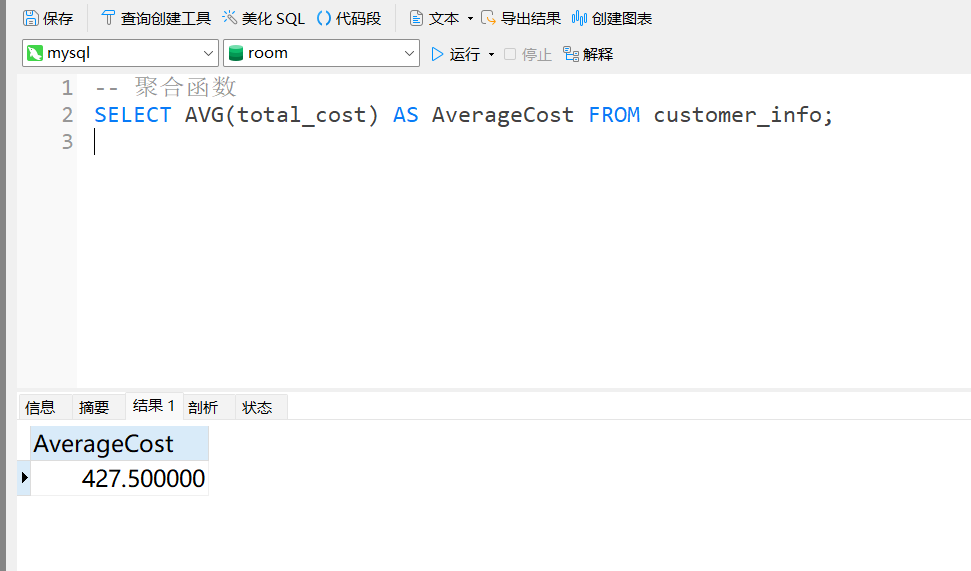 保存 查询创建工具 美化 SQL 代码段 文本 导出结果 创建图表
mysql room 运行 停止 解释
1 -- 聚合函数
2 SELECT AVG(total_cost) AS AverageCost FROM customer_info;
3
信息 摘要 结果 1 剖析 状态
AverageCost
427.500000